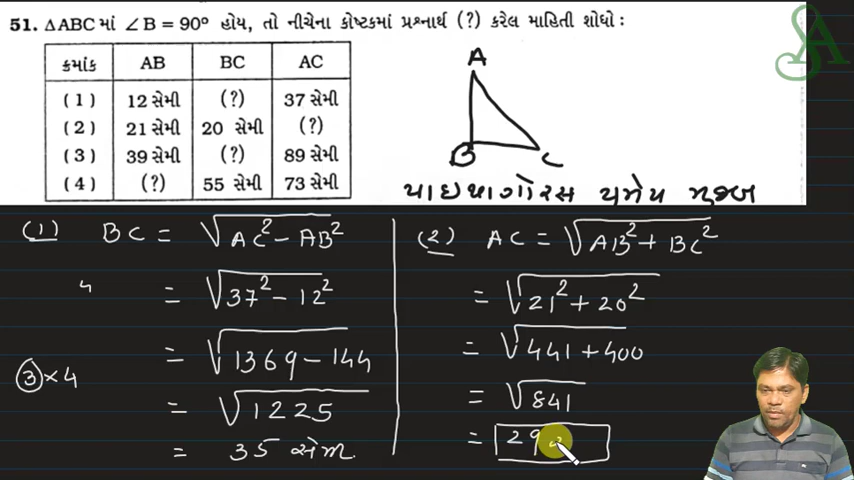 51. ΔABC માં ∠B = 90° હોય, તો નીચેના કોષ્ટકમાં પ્રશ્નાર્થ (?) કરેલ માહિતી શોધો :
ક્રમાંક AB BC AC
(1) 12 સેમી (?) 37 સેમી
(2) 21 સેમી 20 સેમી (?)
(3) 39 સેમી (?) 89 સેમી
(4) (?) 55 સેમી 73 સેમી
A
B C
પાઇથાગોરસ પ્રમેય મુજબ
(1) BC = √AC² - AB²
= √37² - 12²
= √1369 - 144
= √1225
= 35 સેમી
3 × 4
(2) AC = √AB² + BC²
= √21² + 20²
= √441 + 400
= √841
= 29